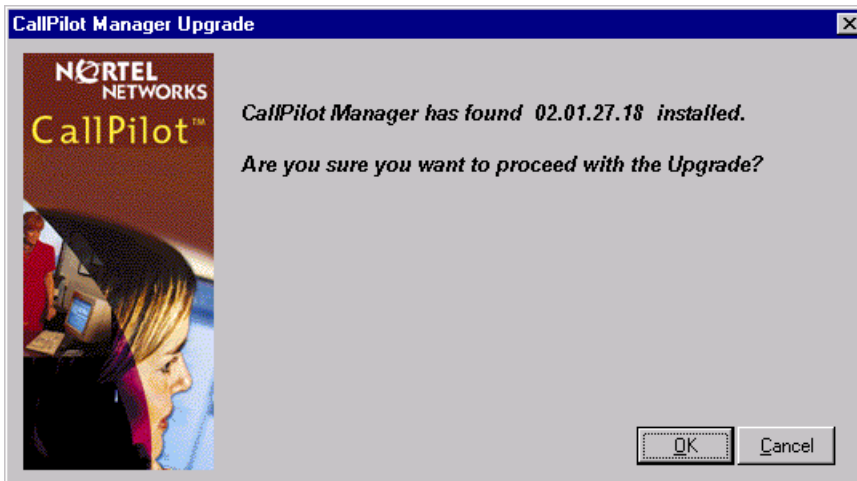 CallPilot Manager Upgrade
NORTEL
NETWORKS
CallPilot™
CallPilot Manager has found 02.01.27.18 installed.
Are you sure you want to proceed with the Upgrade?
OK
Cancel